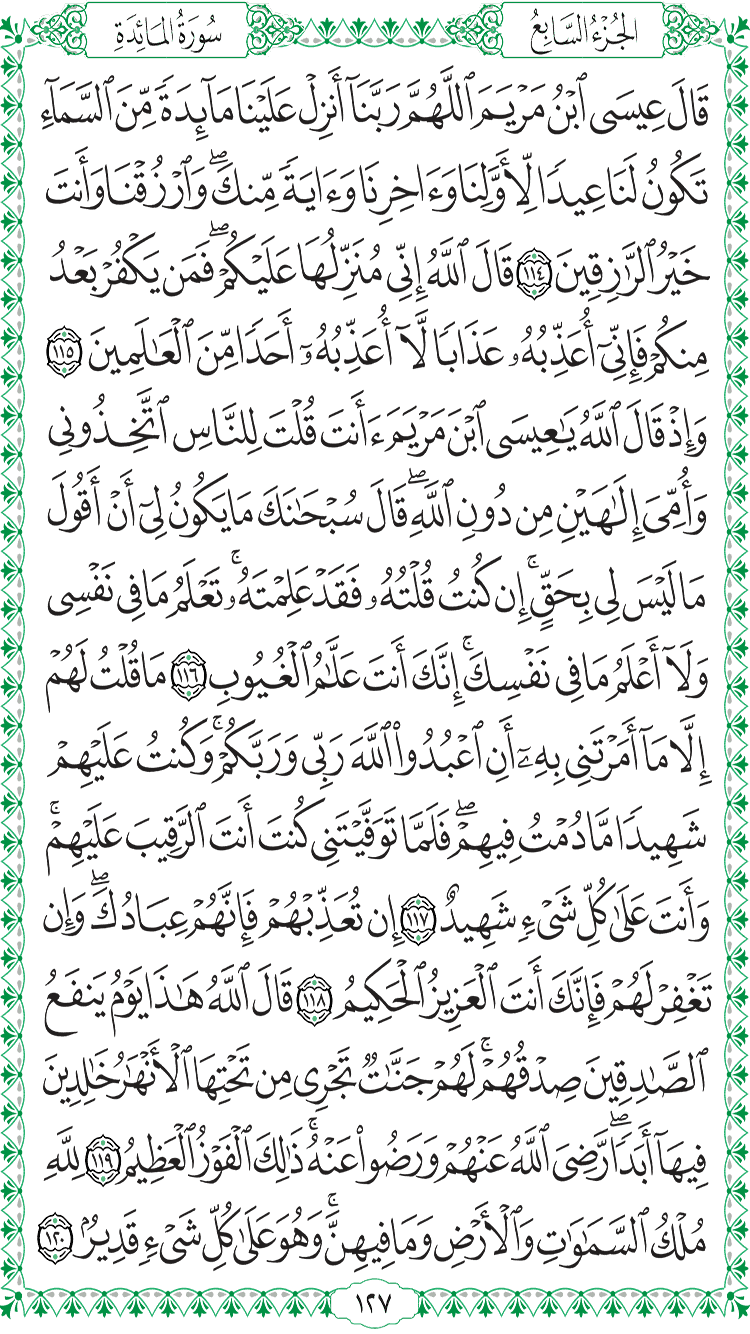 الجُزْءُ السَّابِعُ
سُورَةُ المَائِدَةِ
قَالَ عِيسَى ٱبۡنُ مَرۡيَمَ ٱللَّهُمَّ رَبَّنَآ أَنزِلۡ عَلَيۡنَا مَآئِدَةٗ مِّنَ ٱلسَّمَآءِ
تَكُونُ لَنَا عِيدٗا لِّأَوَّلِنَا وَءَاخِرِنَا وَءَايَةٗ مِّنكَۖ وَٱرۡزُقۡنَا وَأَنتَ
خَيۡرُ ٱلرَّٰزِقِينَ ١١٤ قَالَ ٱللَّهُ إِنِّي مُنَزِّلُهَا عَلَيۡكُمۡۖ فَمَن يَكۡفُرۡ بَعۡدُ
مِنكُمۡ فَإِنِّيٓ أُعَذِّبُهُۥ عَذَابٗا لَّآ أُعَذِّبُهُۥٓ أَحَدٗا مِّنَ ٱلۡعَٰلَمِينَ ١١٥
وَإِذۡ قَالَ ٱللَّهُ يَٰعِيسَى ٱبۡنَ مَرۡيَمَ ءَأَنتَ قُلۡتَ لِلنَّاسِ ٱتَّخِذُونِي
وَأُمِّيَ إِلَٰهَيۡنِ مِن دُونِ ٱللَّهِۖ قَالَ سُبۡحَٰنَكَ مَا يَكُونُ لِيٓ أَنۡ أَقُولَ
مَا لَيۡسَ لِي بِحَقٍّۚ إِن كُنتُ قُلۡتُهُۥ فَقَدۡ عَلِمۡتَهُۥۚ تَعۡلَمُ مَا فِي نَفۡسِي
وَلَآ أَعۡلَمُ مَا فِي نَفۡسِكَۚ إِنَّكَ أَنتَ عَلَّٰمُ ٱلۡغُيُوبِ ١١٦ مَا قُلۡتُ لَهُمۡ
إِلَّا مَآ أَمَرۡتَنِي بِهِۦٓ أَنِ ٱعۡبُدُواْ ٱللَّهَ رَبِّي وَرَبَّكُمۡۚ وَكُنتُ عَلَيۡهِمۡ
شَهِيدٗا مَّا دُمۡتُ فِيهِمۡۖ فَلَمَّا تَوَفَّيۡتَنِي كُنتَ أَنتَ ٱلرَّقِيبَ عَلَيۡهِمۡۚ
وَأَنتَ عَلَىٰ كُلِّ شَيۡءٖ شَهِيدٌ ١١٧ إِن تُعَذِّبۡهُمۡ فَإِنَّهُمۡ عِبَادُكَۖ وَإِن
تَغۡفِرۡ لَهُمۡ فَإِنَّكَ أَنتَ ٱلۡعَزِيزُ ٱلۡحَكِيمُ ١١٨ قَالَ ٱللَّهُ هَٰذَا يَوۡمُ يَنفَعُ
ٱلصَّٰدِقِينَ صِدۡقُهُمۡۚ لَهُمۡ جَنَّٰتٞ تَجۡرِي مِن تَحۡتِهَا ٱلۡأَنۡهَٰرُ خَٰلِدِينَ
فِيهَآ أَبَدٗاۖ رَّضِيَ ٱللَّهُ عَنۡهُمۡ وَرَضُواْ عَنۡهُۚ ذَٰلِكَ ٱلۡفَوۡزُ ٱلۡعَظِيمُ ١١٩ لِلَّهِ
مُلۡكُ ٱلسَّمَٰوَٰتِ وَٱلۡأَرۡضِ وَمَا فِيهِنَّۚ وَهُوَ عَلَىٰ كُلِّ شَيۡءٖ قَدِيرُۢ ١٢٠
١٢٧